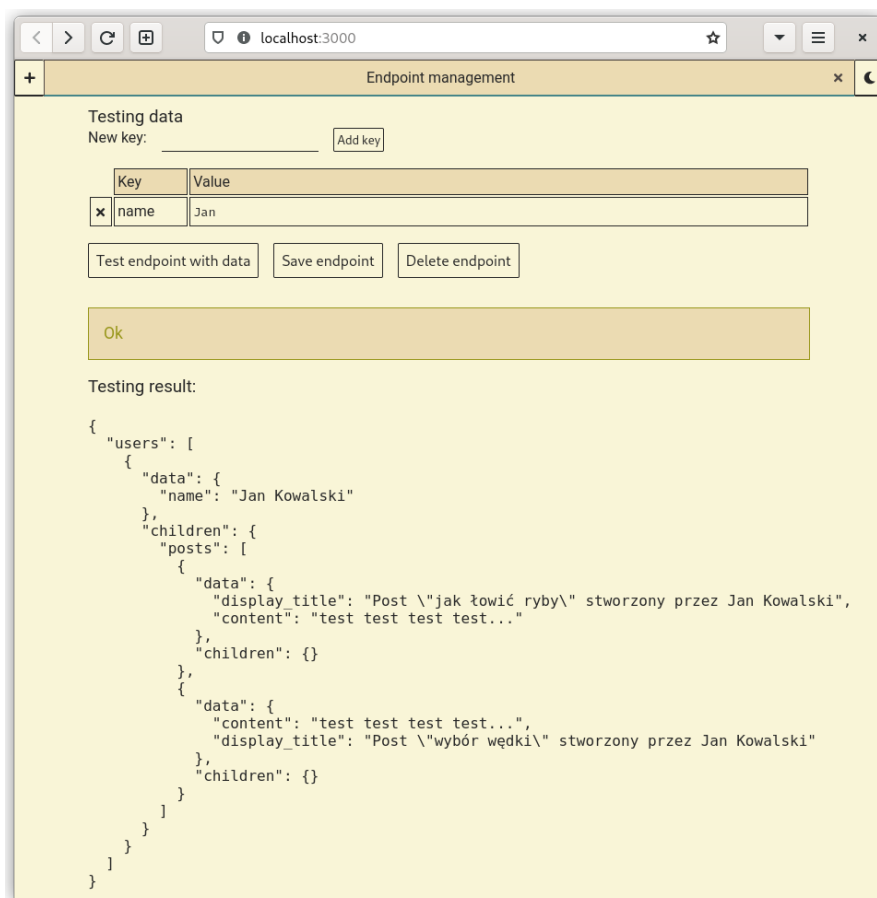 localhost:3000
Endpoint management
Testing data
New key: Add key
Key Value
name Jan
Test endpoint with data Save endpoint Delete endpoint
Ok
Testing result:
{
  "users": [
    {
      "data": {
        "name": "Jan Kowalski"
      },
      "children": {
        "posts": [
          {
            "data": {
              "display_title": "Post \"jak łowić ryby\" stworzony przez Jan Kowalski",
              "content": "test test test test..."
            },
            "children": {}
          },
          {
            "data": {
              "content": "test test test test...",
              "display_title": "Post \"wybór wędki\" stworzony przez Jan Kowalski"
            },
            "children": {}
          }
        ]
      }
    }
  ]
}